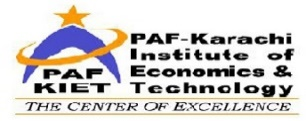 PAF-Karachi
Institute of
Economics &
Technology
PAF
KIET
THE CENTER OF EXCELLENCE